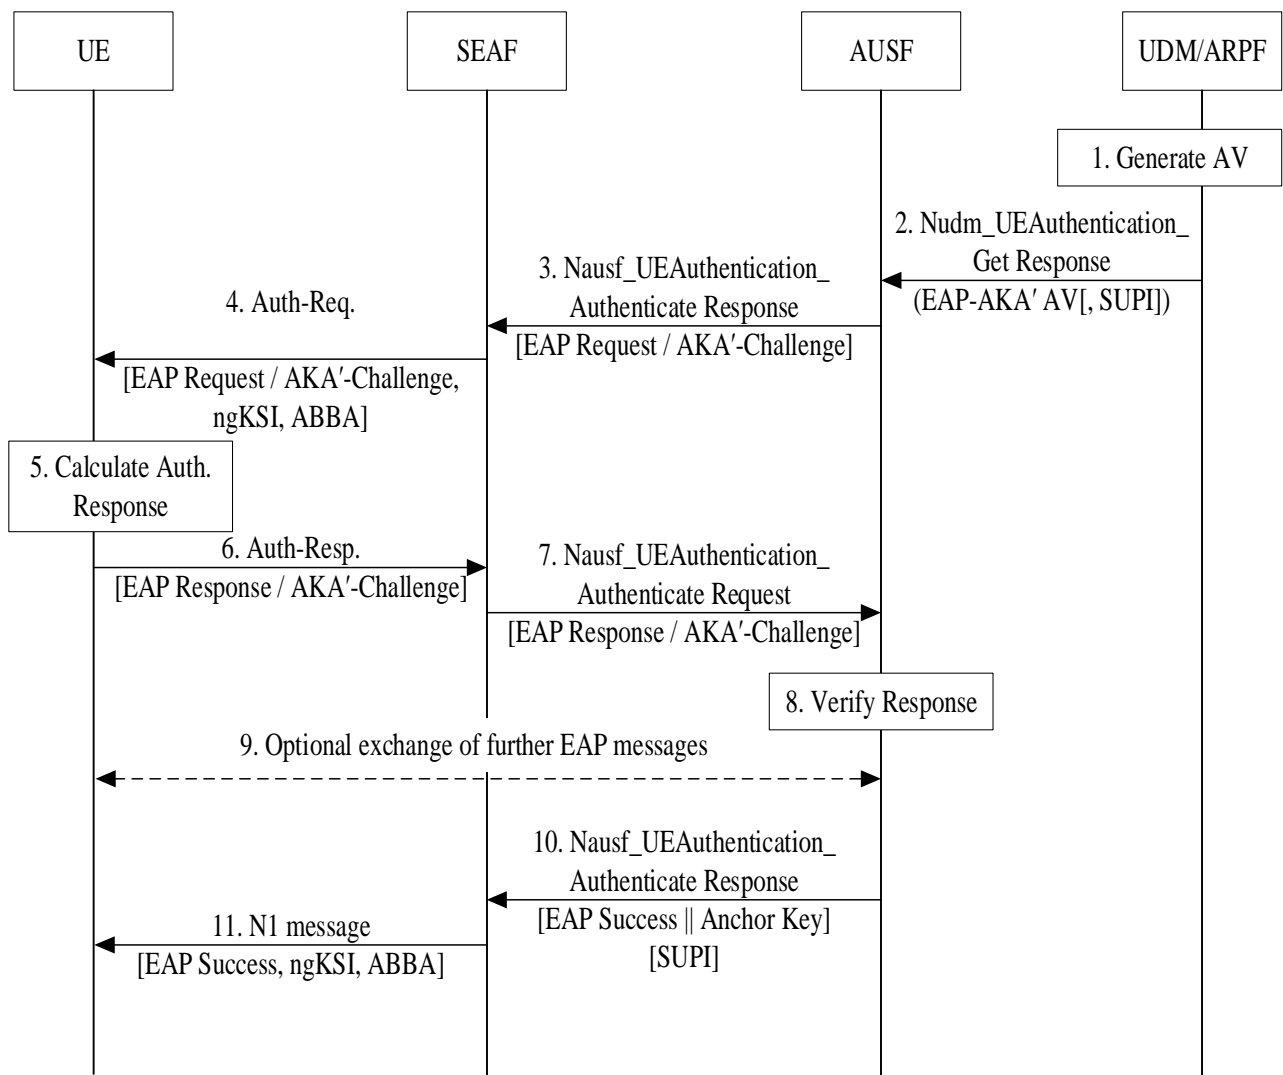 UE
SEAF
AUSF
UDM/ARPF
1. Generate AV
2. Nudm_UEAuthentication_
Get Response
(EAP-AKA′ AV[, SUPI])
3. Nausf_UEAuthentication_
Authenticate Response
[EAP Request / AKA′-Challenge]
4. Auth-Req.
[EAP Request / AKA′-Challenge,
ngKSI, ABBA]
5. Calculate Auth.
Response
6. Auth-Resp.
[EAP Response / AKA′-Challenge]
7. Nausf_UEAuthentication_
Authenticate Request
[EAP Response / AKA′-Challenge]
8. Verify Response
9. Optional exchange of further EAP messages
10. Nausf_UEAuthentication_
Authenticate Response
[EAP Success || Anchor Key]
[SUPI]
11. N1 message
[EAP Success, ngKSI, ABBA]